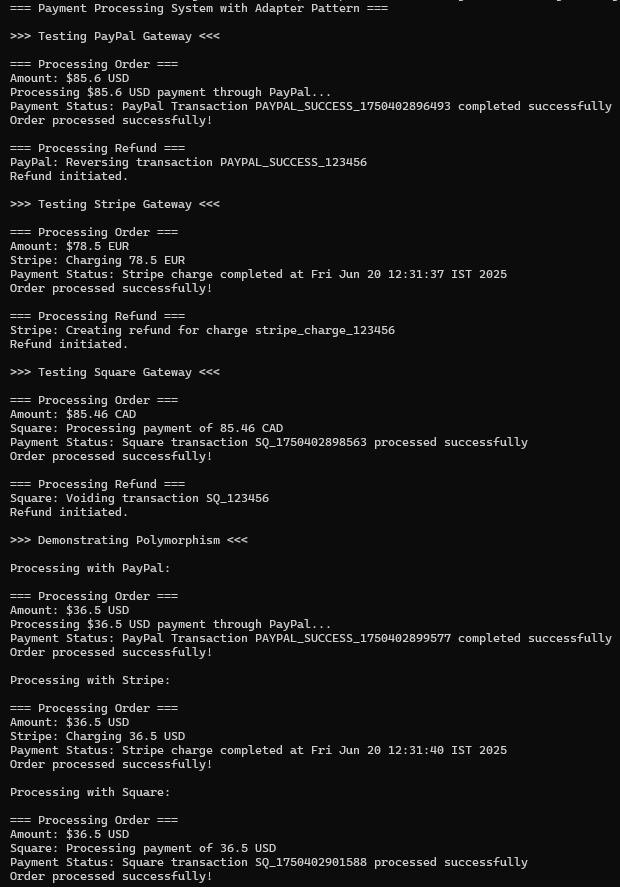 === Payment Processing System with Adapter Pattern ===
>>> Testing PayPal Gateway <<<
=== Processing Order ===
Amount: $85.6 USD
Processing $85.6 USD payment through PayPal...
Payment Status: PayPal Transaction PAYPAL_SUCCESS_1750402896493 completed successfully
Order processed successfully!
=== Processing Refund ===
PayPal: Reversing transaction PAYPAL_SUCCESS_123456
Refund initiated.
>>> Testing Stripe Gateway <<<
=== Processing Order ===
Amount: $78.5 EUR
Stripe: Charging 78.5 EUR
Payment Status: Stripe charge completed at Fri Jun 20 12:31:37 IST 2025
Order processed successfully!
=== Processing Refund ===
Stripe: Creating refund for charge stripe_charge_123456
Refund initiated.
>>> Testing Square Gateway <<<
=== Processing Order ===
Amount: $85.46 CAD
Square: Processing payment of 85.46 CAD
Payment Status: Square transaction SQ_1750402898563 processed successfully
Order processed successfully!
=== Processing Refund ===
Square: Voiding transaction SQ_123456
Refund initiated.
>>> Demonstrating Polymorphism <<<
Processing with PayPal:
=== Processing Order ===
Amount: $36.5 USD
Processing $36.5 USD payment through PayPal...
Payment Status: PayPal Transaction PAYPAL_SUCCESS_1750402899577 completed successfully
Order processed successfully!
Processing with Stripe:
=== Processing Order ===
Amount: $36.5 USD
Stripe: Charging 36.5 USD
Payment Status: Stripe charge completed at Fri Jun 20 12:31:40 IST 2025
Order processed successfully!
Processing with Square:
=== Processing Order ===
Amount: $36.5 USD
Square: Processing payment of 36.5 USD
Payment Status: Square transaction SQ_1750402901588 processed successfully
Order processed successfully!